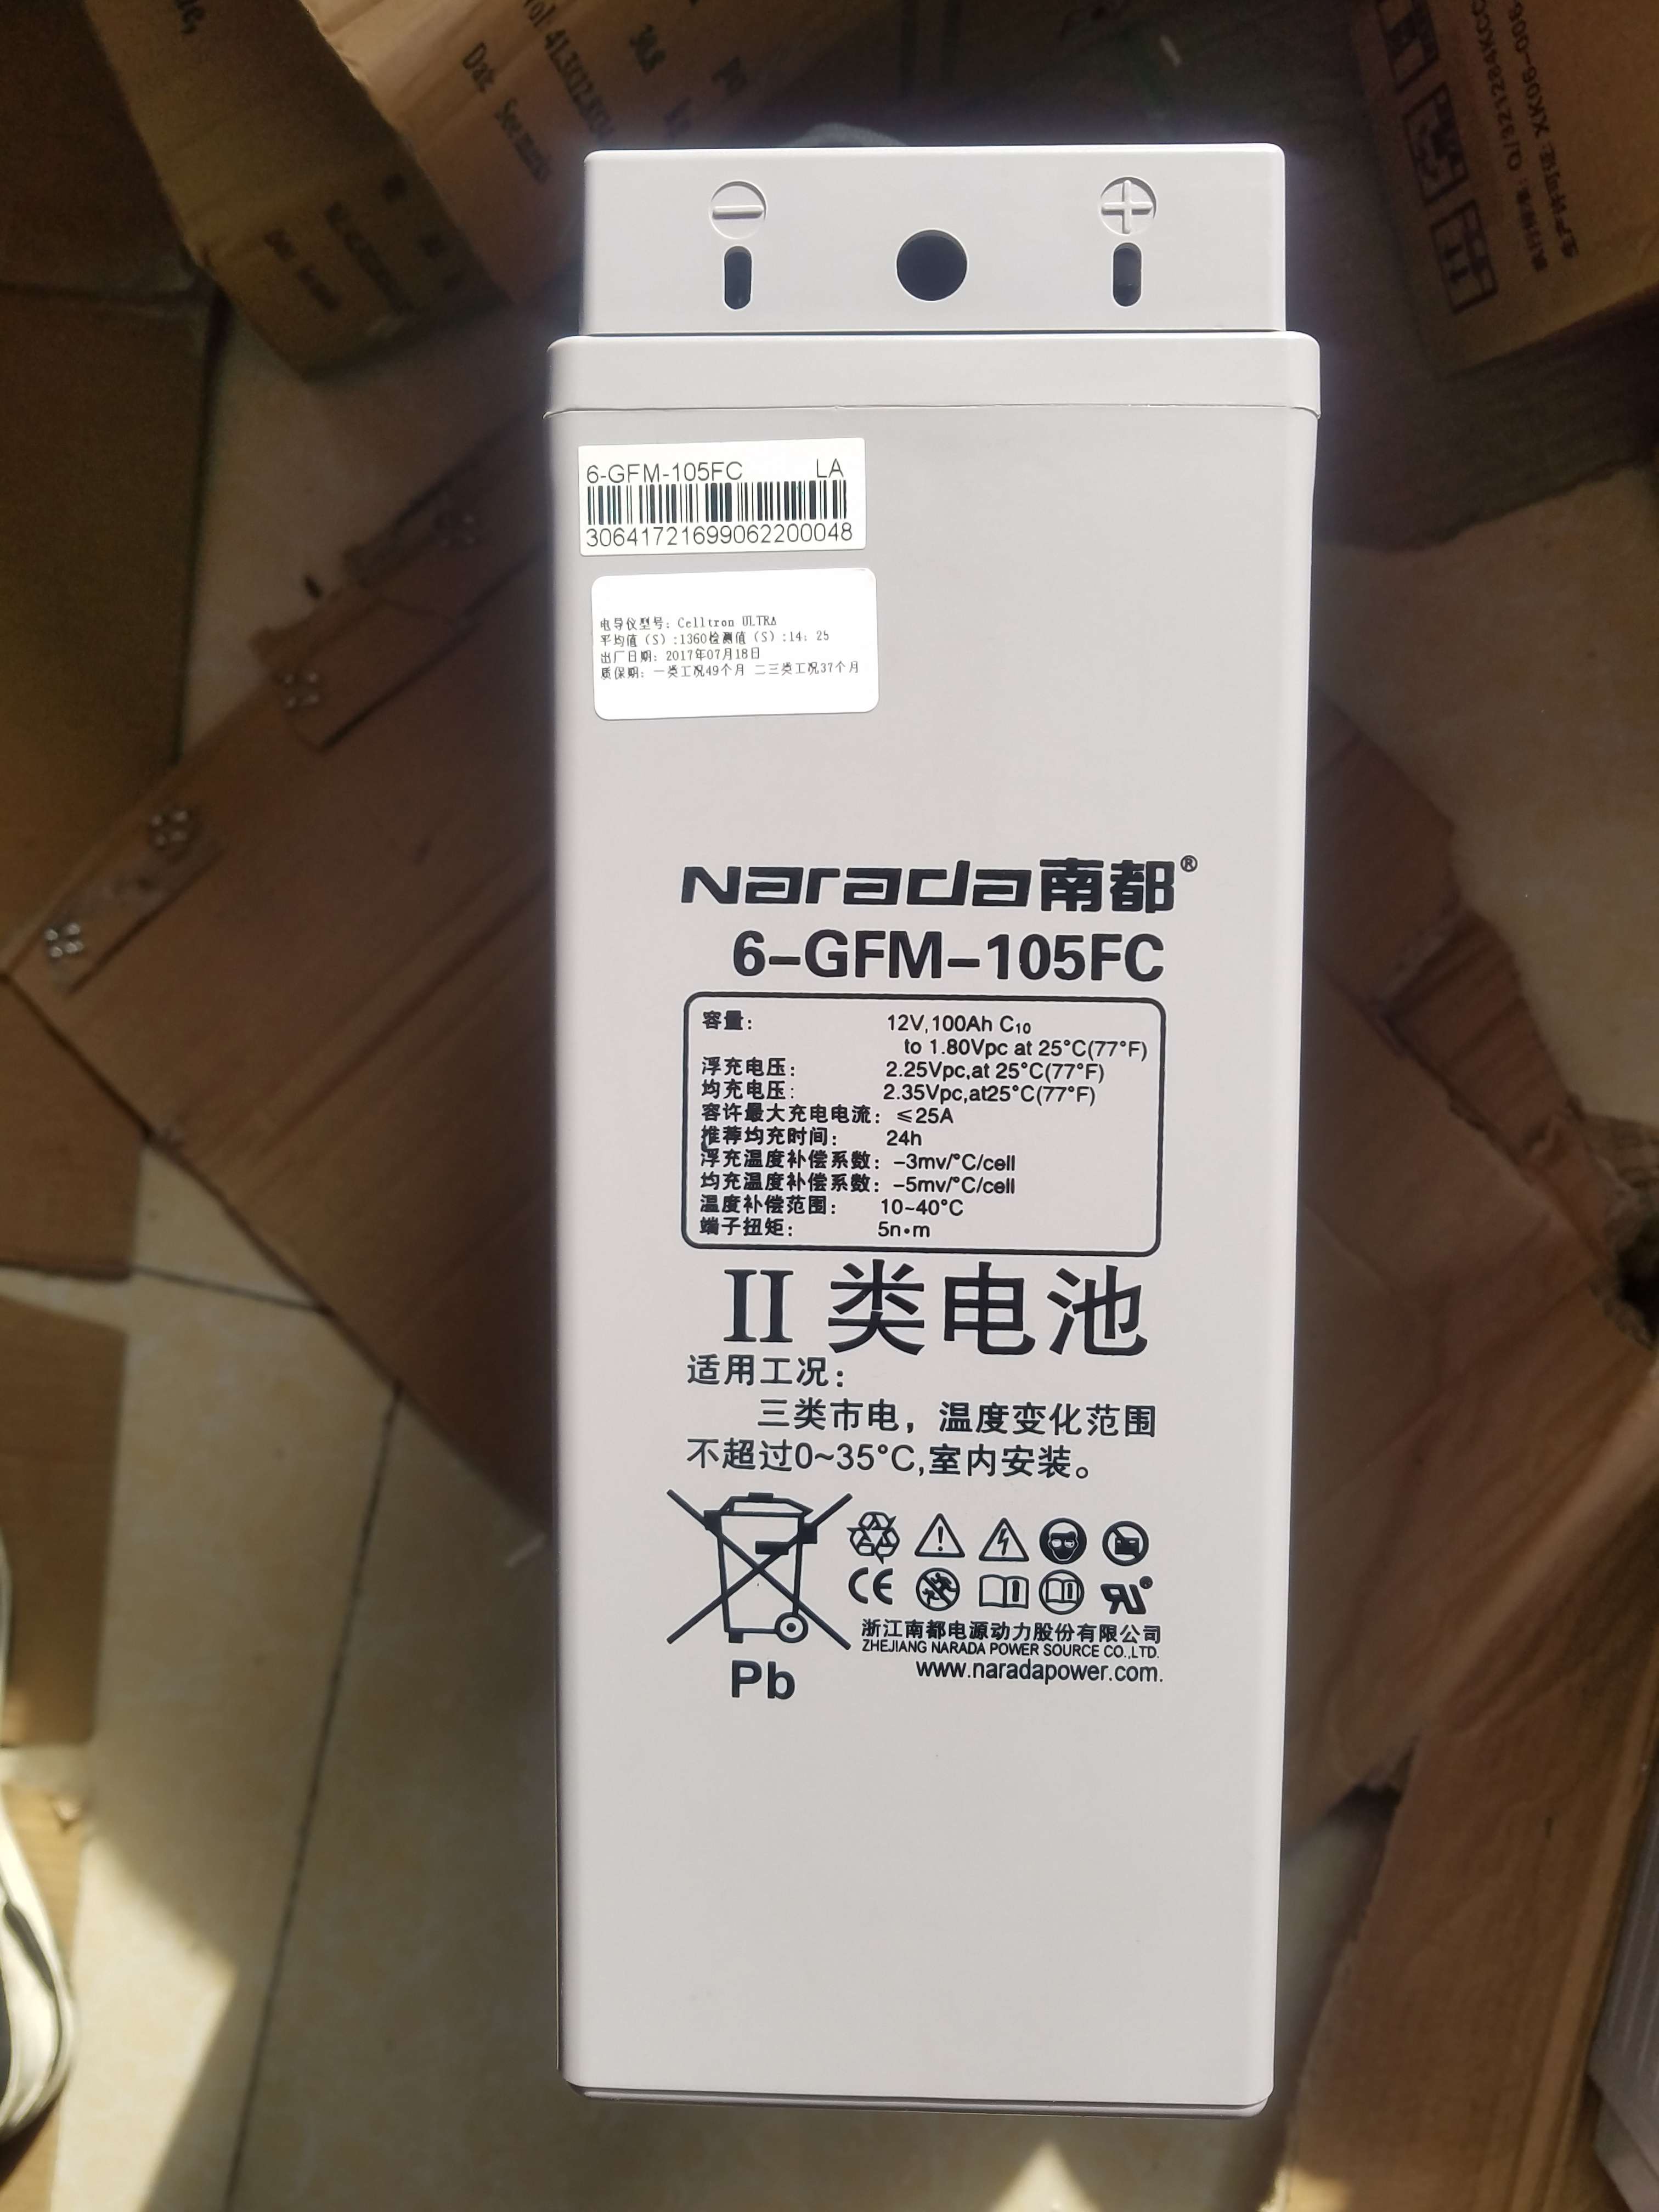 6-GFM-105FC LA
306417216990622​00048
电导仪型号: Celltron ULTRA
平均值 (S) :1360检测值 (S) :14: 25
出厂日期: 2017年07月18日
质保期: 一类工况49个月 二三类工况37个月
Narada南都®
6-GFM-105FC
容量: 12V,100Ah C10
to 1.80Vpc at 25°C(77°F)
浮充电压: 2.25Vpc,at 25°C(77°F)
均充电压: 2.35Vpc,at25°C(77°F)
容许最大充电电流: ≤25A
推荐均充时间: 24h
浮充温度补偿系数: -3mv/°C/cell
均充温度补偿系数: -5mv/°C/cell
温度补偿范围: 10~40°C
端子扭矩: 5n•m
II 类电池
适用工况:
三类市电，温度变化范围
不超过0~35°C,室内安装。
CE
浙江南都电源动力股份有限公司
ZHEJIANG NARADA POWER SOURCE CO.,LTD.
www.naradapower.com.
Pb
Dat See marks